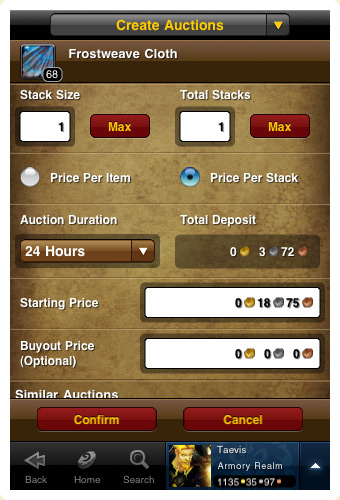 Create Auctions
Frostweave Cloth
68
Stack Size
Total Stacks
1
Max
1
Max
Price Per Item
Price Per Stack
Auction Duration
Total Deposit
24 Hours
0 3 72
Starting Price
0 18 75
Buyout Price
(Optional)
0 0 0
Similar Auctions
Confirm
Cancel
Back
Home
Search
Taevis
Armory Realm
1135 35 97